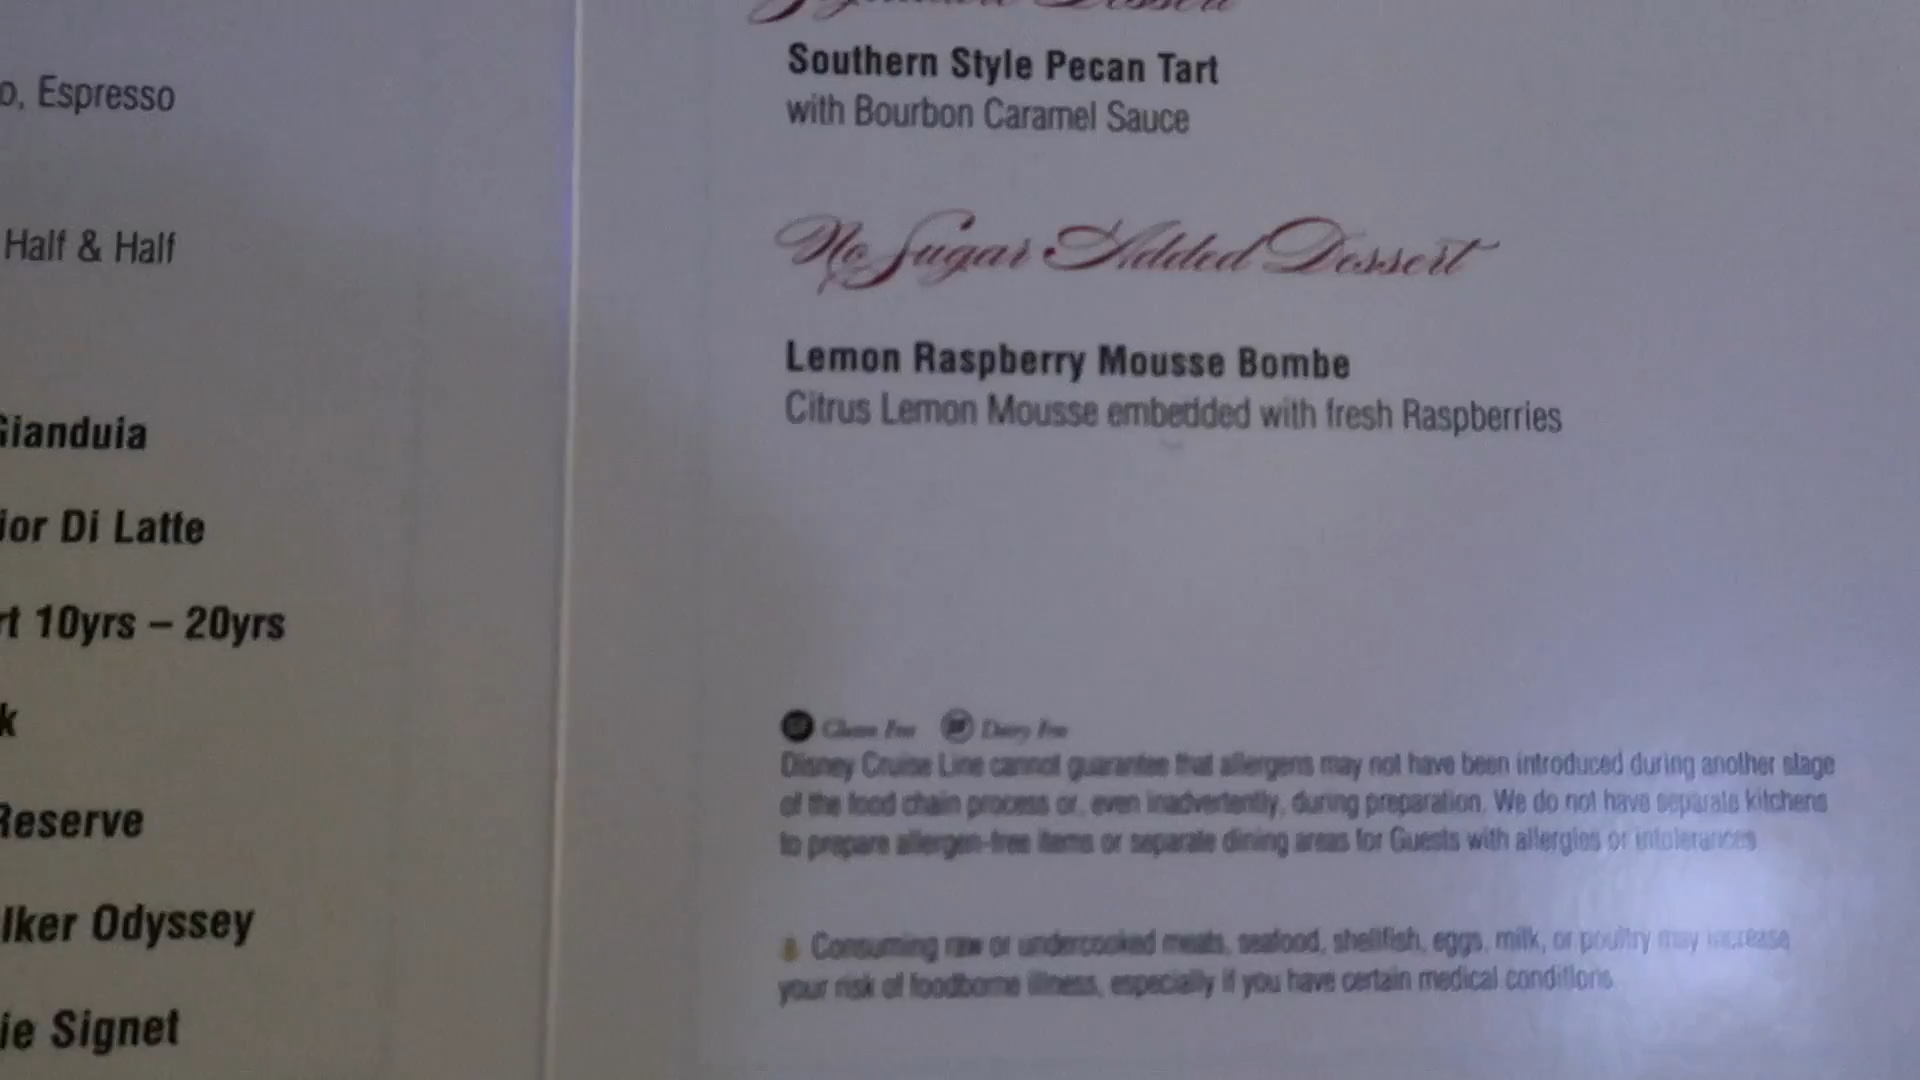 o, Espresso
Half & Half
Gianduia
ior Di Latte
rt 10yrs – 20yrs
k
Reserve
lker Odyssey
ie Signet
Dessert
Southern Style Pecan Tart
with Bourbon Caramel Sauce
No Sugar Added Dessert
Lemon Raspberry Mousse Bombe
Citrus Lemon Mousse embedded with fresh Raspberries
Gluten Free Dairy Free
Disney Cruise Line cannot guarantee that allergens may not have been introduced during another stage
of the food chain process or, even inadvertently, during preparation. We do not have separate kitchens
to prepare allergen-free items or separate dining areas for Guests with allergies or intolerances
Consuming raw or undercooked meats, seafood, shellfish, eggs, milk, or poultry may increase
your risk of foodborne illness, especially if you have certain medical conditions